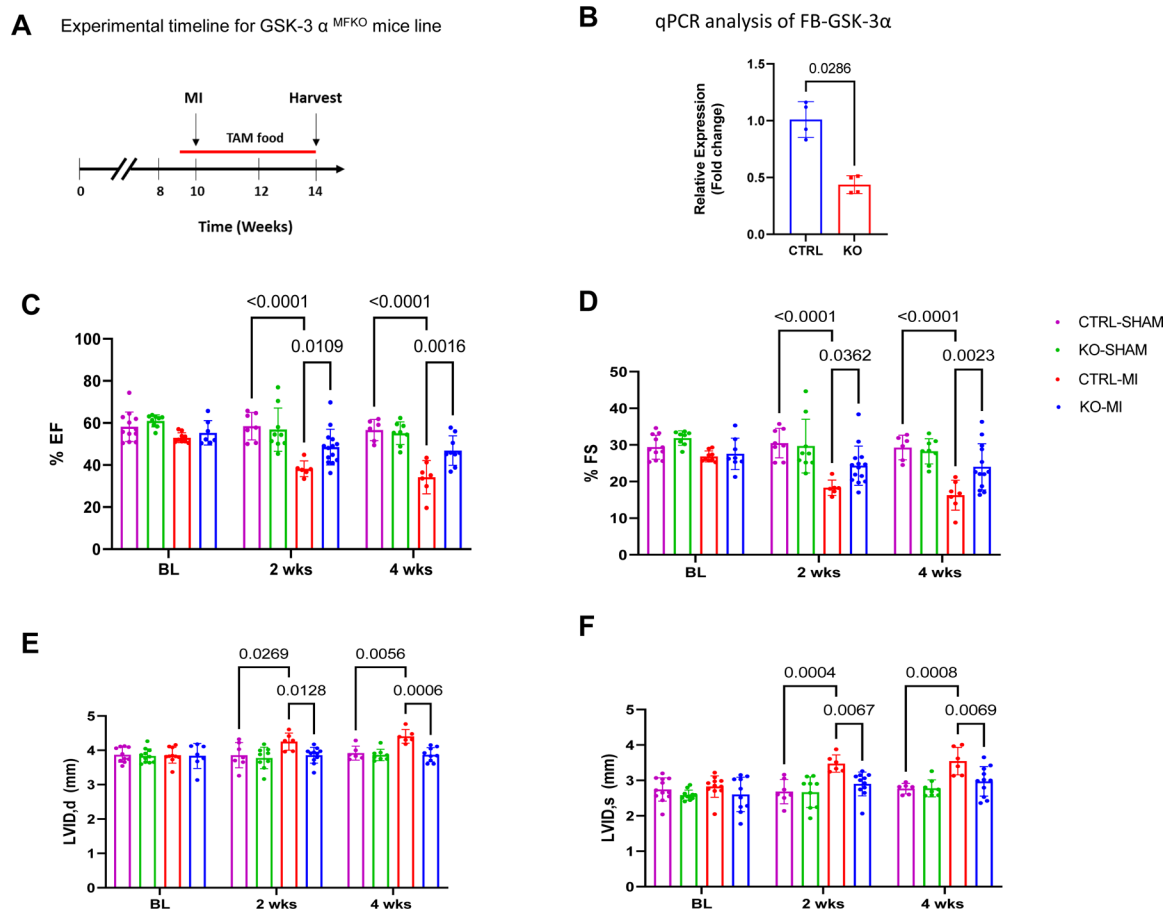 A
Experimental timeline for GSK-3 α MFKO mice line
MI
Harvest
TAM food
0
8
10
12
14
Time (Weeks)
B
qPCR analysis of FB-GSK-3α
0.0286
Relative Expression
(Fold change)
1.5
1.0
0.5
0.0
CTRL
KO
C
<0.0001
<0.0001
0.0109
0.0016
% EF
100
80
60
40
20
0
BL
2 wks
4 wks
D
<0.0001
<0.0001
0.0362
0.0023
% FS
50
40
30
20
10
0
BL
2 wks
4 wks
CTRL-SHAM
KO-SHAM
CTRL-MI
KO-MI
E
0.0269
0.0056
0.0128
0.0006
LVID,d (mm)
5
4
3
2
1
0
BL
2 wks
4 wks
F
0.0004
0.0008
0.0067
0.0069
LVID,s (mm)
5
4
3
2
1
0
BL
2 wks
4 wks